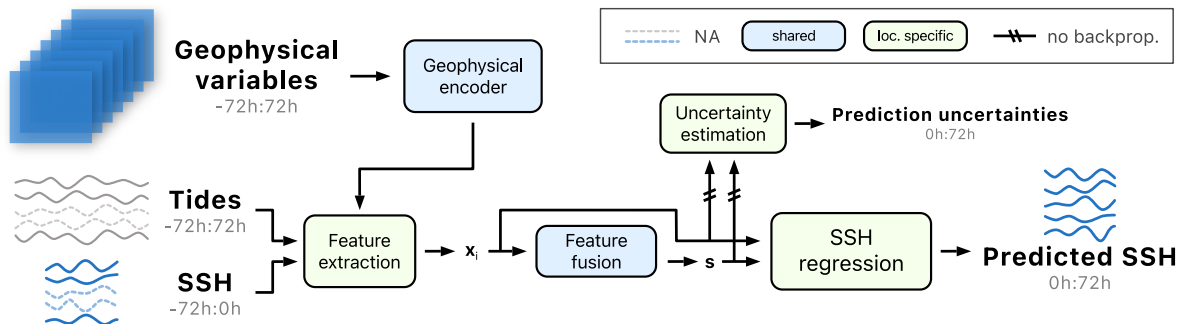 NA
shared
loc. specific
no backprop.
Geophysical
variables
-72h:72h
Geophysical
encoder
Uncertainty
estimation
Prediction uncertainties
0h:72h
Tides
-72h:72h
SSH
-72h:0h
Feature
extraction
xᵢ
Feature
fusion
s
SSH
regression
Predicted SSH
0h:72h